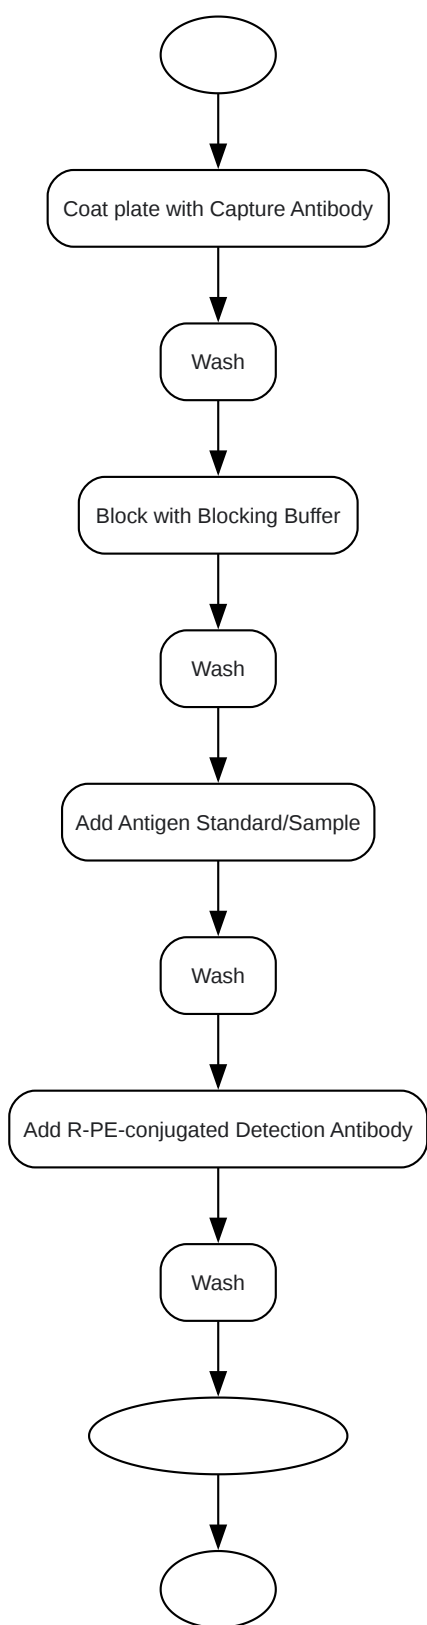 Coat plate with Capture Antibody
Wash
Block with Blocking Buffer
Wash
Add Antigen Standard/Sample
Wash
Add R-PE-conjugated Detection Antibody
Wash